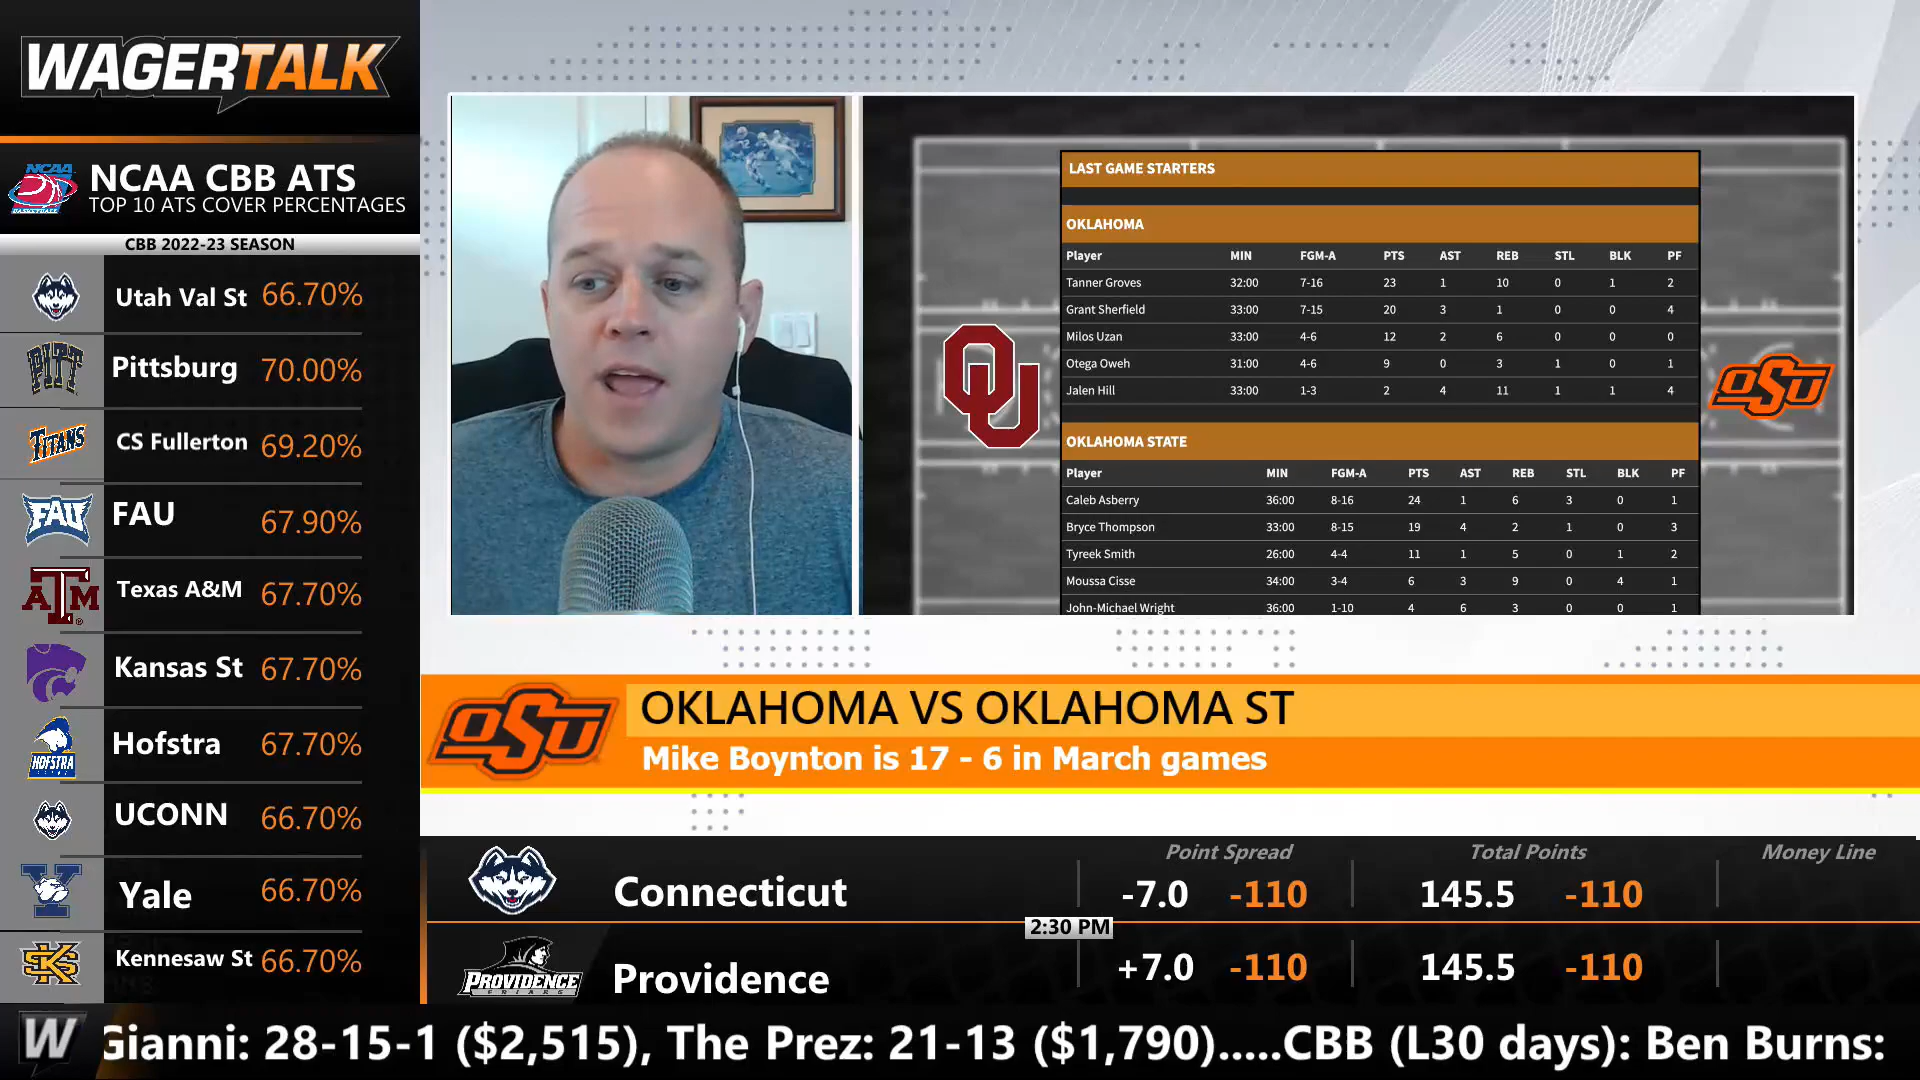 WAGERTALK
NCAA
BASKETBALL
NCAA CBB ATS
TOP 10 ATS COVER PERCENTAGES
CBB 2022-23 SEASON
Utah Val St 66.70%
PITT
Pittsburg 70.00%
TITANS
CS Fullerton 69.20%
FAU
FAU 67.90%
ATM
Texas A&M 67.70%
Kansas St 67.70%
HOFSTRA
Hofstra 67.70%
UCONN 66.70%
Y
Yale 66.70%
KS
Kennesaw St 66.70%
LAST GAME STARTERS
OKLAHOMA
Player MIN FGM-A PTS AST REB STL BLK PF
Tanner Groves 32:00 7-16 23 1 10 0 1 2
Grant Sherfield 33:00 7-15 20 3 1 0 0 4
Milos Uzan 33:00 4-6 12 2 6 0 0 0
Otega Oweh 31:00 4-6 9 0 3 1 0 1
Jalen Hill 33:00 1-3 2 4 11 1 1 4
OKLAHOMA STATE
Player MIN FGM-A PTS AST REB STL BLK PF
Caleb Asberry 36:00 8-16 24 1 6 3 0 1
Bryce Thompson 33:00 8-15 19 4 2 1 0 3
Tyreek Smith 26:00 4-4 11 1 5 0 1 2
Moussa Cisse 34:00 3-4 6 3 9 0 4 1
John-Michael Wright 36:00 1-10 4 6 3 0 0 1
OU
OSU
OSU
OKLAHOMA VS OKLAHOMA ST
Mike Boynton is 17 - 6 in March games
Point Spread Total Points Money Line
Connecticut -7.0 -110 145.5 -110
2:30 PM
PROVIDENCE
FRIARS
Providence +7.0 -110 145.5 -110
W
Gianni: 28-15-1 ($2,515), The Prez: 21-13 ($1,790).....CBB (L30 days): Ben Burns: